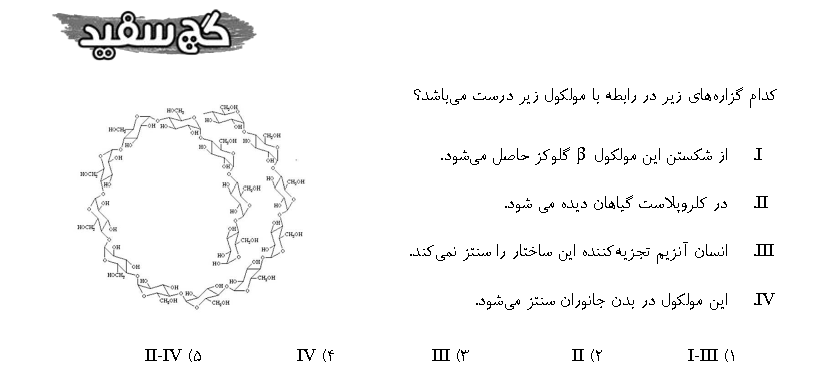 گچ سفید
کدام گزاره‌های زیر در رابطه با مولکول زیر درست می‌باشد؟
I. از شکستن این مولکول β گلوکز حاصل می‌شود.
II. در کلروپلاست گیاهان دیده می شود.
III. انسان آنزیم تجزیه‌کننده این ساختار را سنتز نمی‌کند.
IV. این مولکول در بدن جانوران سنتز می‌شود.
۱) I-III ۲) II ۳) III ۴) IV ۵) II-IV